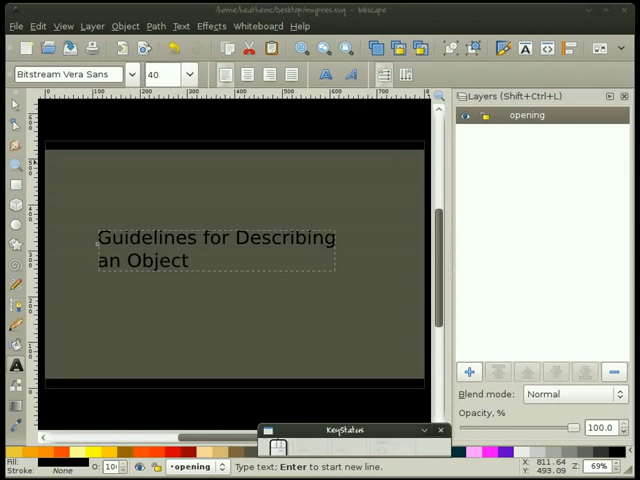 /home/heathenx/Desktop/mypres.svg - Inkscape
File Edit View Layer Object Path Text Effects Whiteboard Help
Bitstream Vera Sans 40
Layers (Shift+Ctrl+L)
opening
Guidelines for Describing
an Object
Blend mode: Normal
Opacity, %
100.0
KeyStatus
Fill:
Stroke: None
O: 10
•opening
Type text; Enter to start new line.
X: 811.64
Y: 493.09
Z: 69%